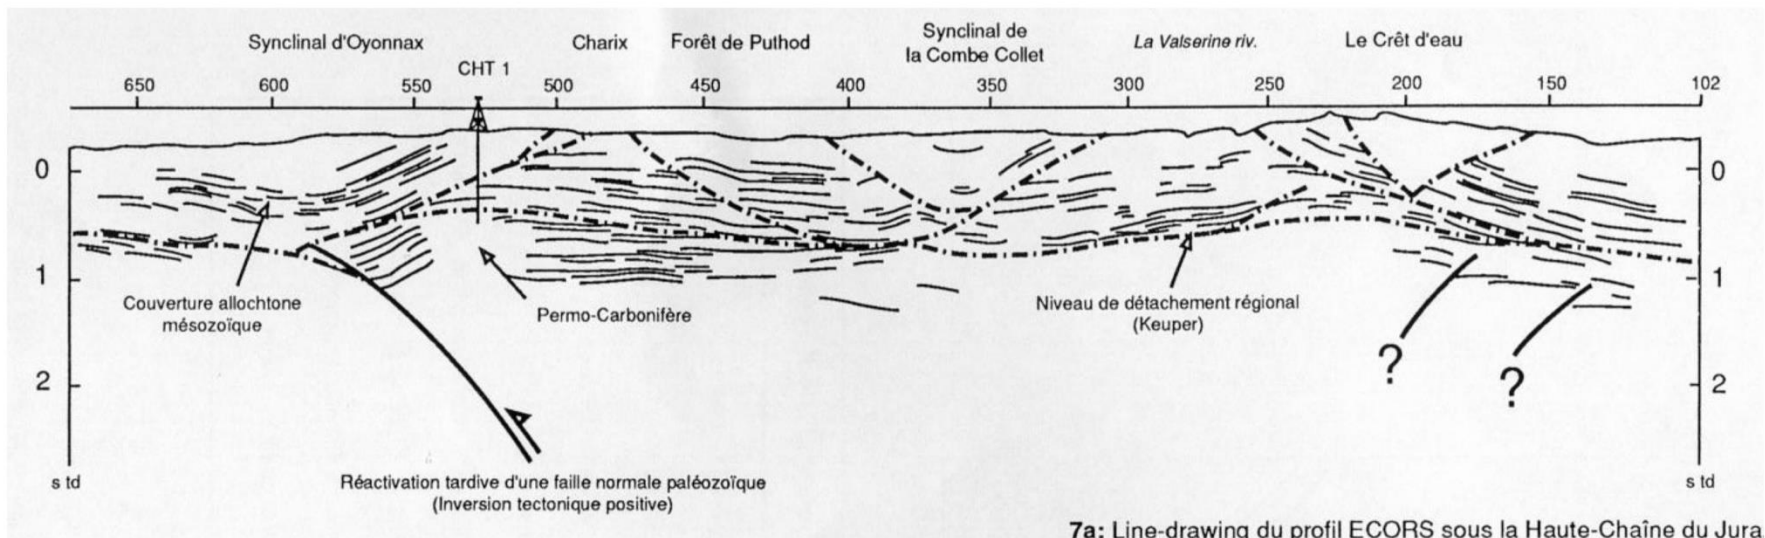 Synclinal d'Oyonnax
Charix
Forêt de Puthod
Synclinal de
la Combe Collet
La Valserine riv.
Le Crêt d'eau
CHT 1
650 600 550 500 450 400 350 300 250 200 150 102
0 0
1 1
2 2
Couverture allochtone
mésozoïque
Permo-Carbonifère
Niveau de détachement régional
(Keuper)
? ?
s td s td
Réactivation tardive d'une faille normale paléozoïque
(Inversion tectonique positive)
7a: Line-drawing du profil ECORS sous la Haute-Chaîne du Jura